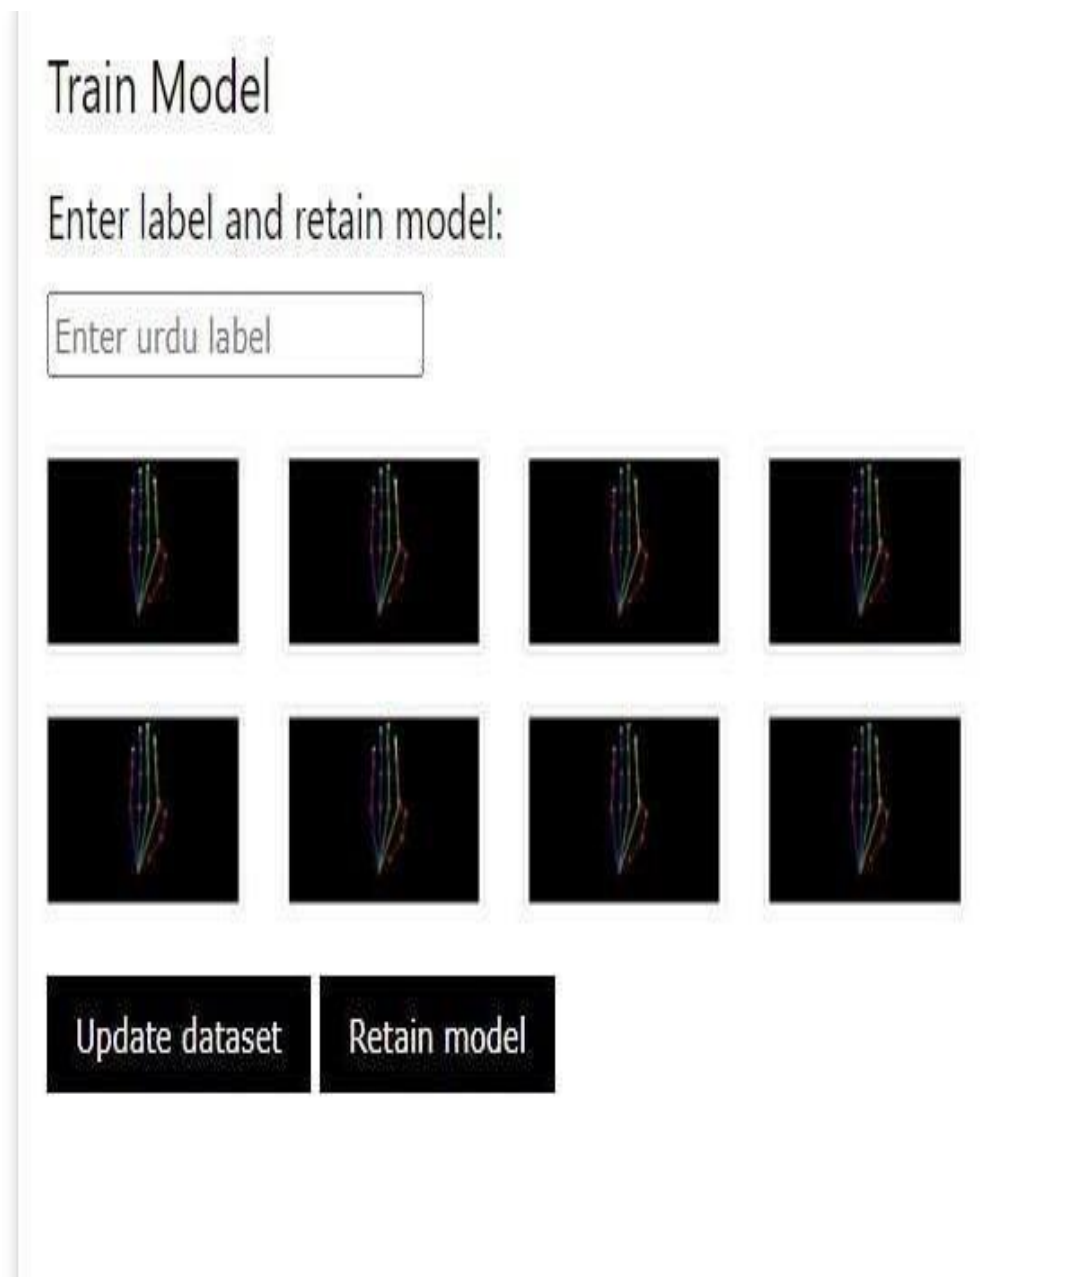 Train Model
Enter label and retain model:
Enter urdu label
Update dataset Retain model